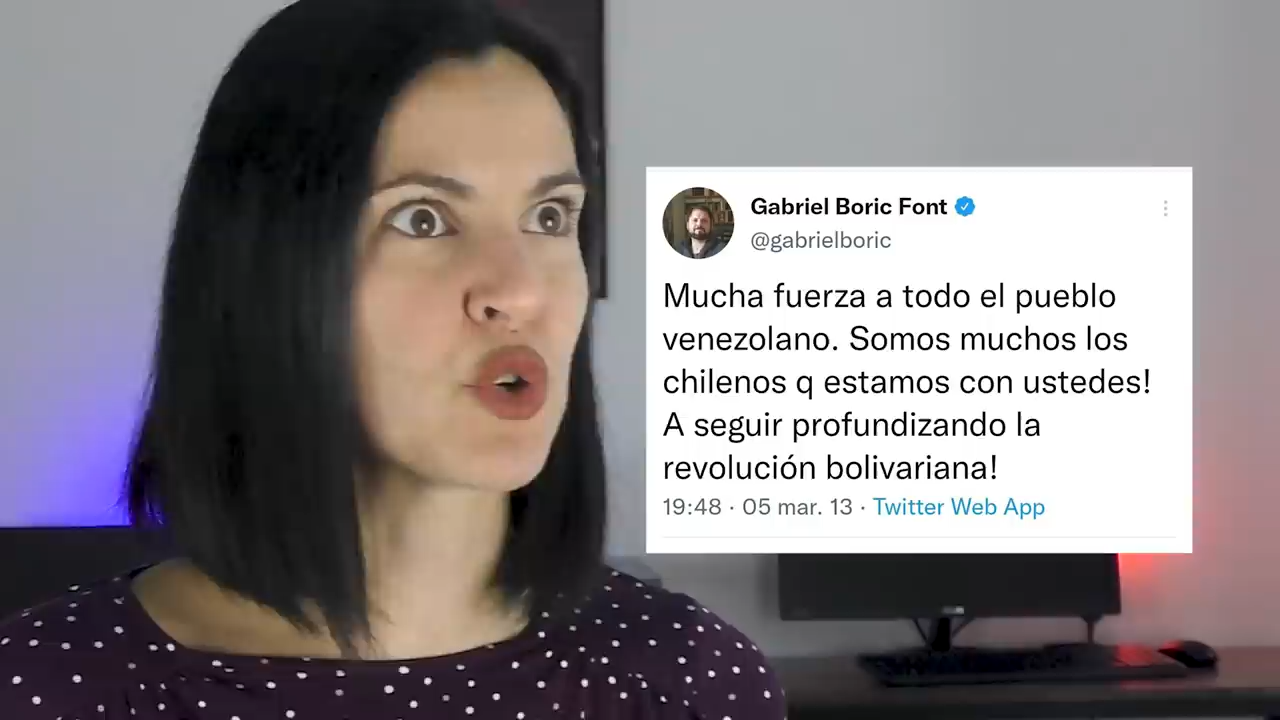 Gabriel Boric Font
@gabrielboric
Mucha fuerza a todo el pueblo
venezolano. Somos muchos los
chilenos q estamos con ustedes!
A seguir profundizando la
revolución bolivariana!
19:48 · 05 mar. 13 · Twitter Web App